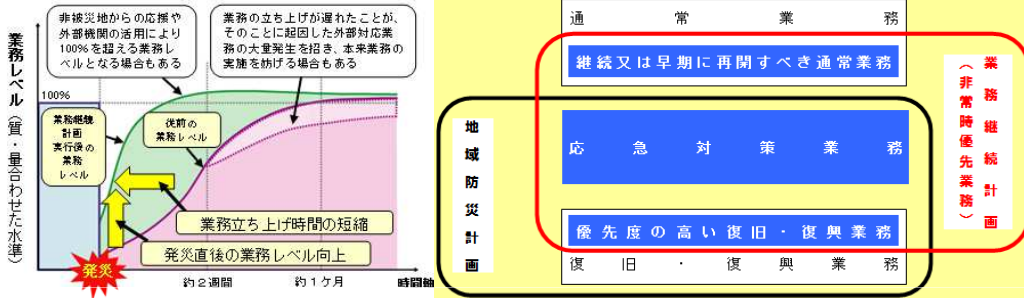 非被災地からの応援や
外部機関の活用により
100%を超える業務レ
ベルとなる場合もある
業務の立ち上げが遅れたことが、
そのことに起因した外部対応業
務の大量発生を招き、本来業務の
実施を妨げる場合もある
業務レベル（質・量合わせた水準）
100%
業務継続
計画
実行後の
業務
レベル
従前の
業務レベル
業務立ち上げ時間の短縮
発災直後の業務レベル向上
発災
約2週間
約1ケ月
時間軸
通常業務
継続又は早期に再開すべき通常業務
応急対策業務
優先度の高い復旧・復興業務
復旧・復興業務
地域防災計画
業務継続計画
（非常時優先業務）